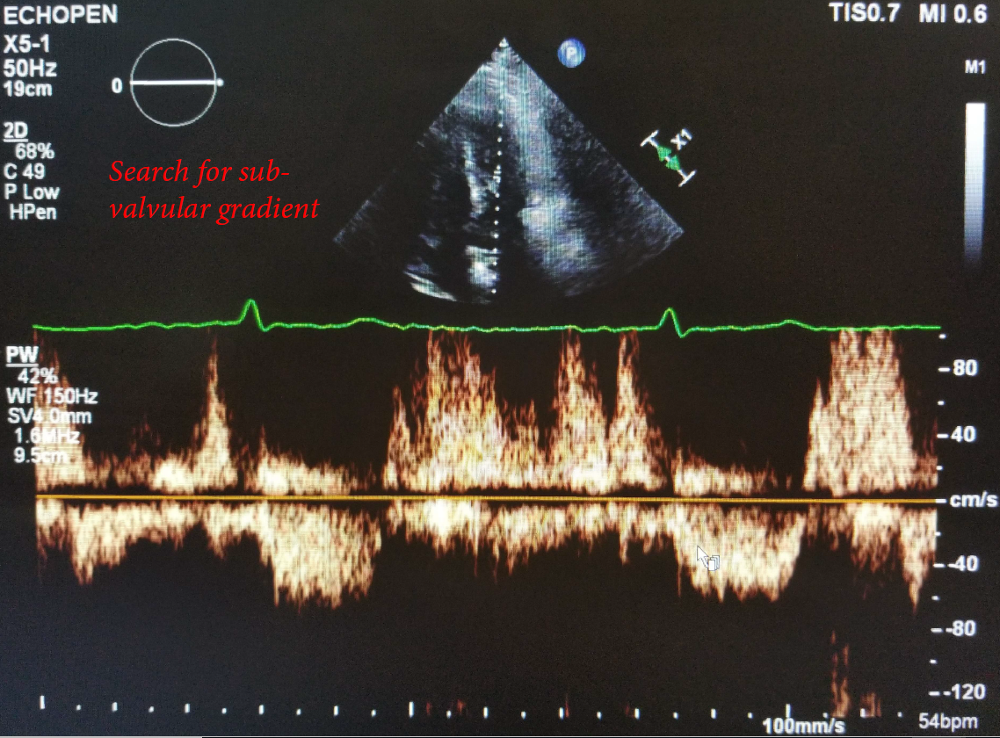 ECHOPEN
TIS0.7 MI 0.6
X5-1
50Hz
19cm
0
P
M1
X1
2D
68%
C 49
P Low
HPen
Search for sub-
valvular gradient
PW
42%
WF 150Hz
SV4.0mm
1.6MHz
9.5cm
80
40
cm/s
-40
-80
-120
100mm/s
54bpm